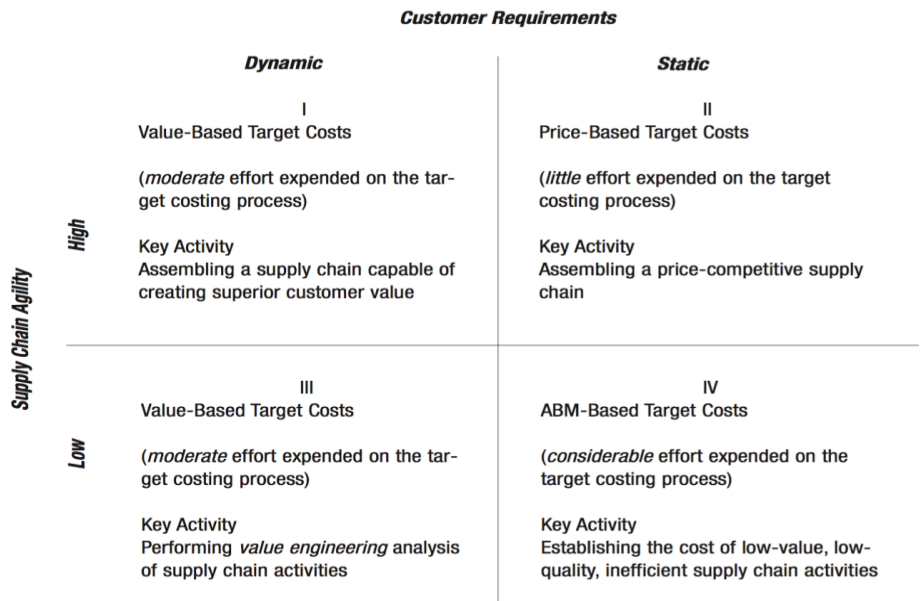 Customer Requirements
Dynamic
Static
Supply Chain Agility
High
I
Value-Based Target Costs
(moderate effort expended on the tar-
get costing process)
Key Activity
Assembling a supply chain capable of
creating superior customer value
II
Price-Based Target Costs
(little effort expended on the target
costing process)
Key Activity
Assembling a price-competitive supply
chain
Low
III
Value-Based Target Costs
(moderate effort expended on the tar-
get costing process)
Key Activity
Performing value engineering analysis
of supply chain activities
IV
ABM-Based Target Costs
(considerable effort expended on the
target costing process)
Key Activity
Establishing the cost of low-value, low-
quality, inefficient supply chain activities